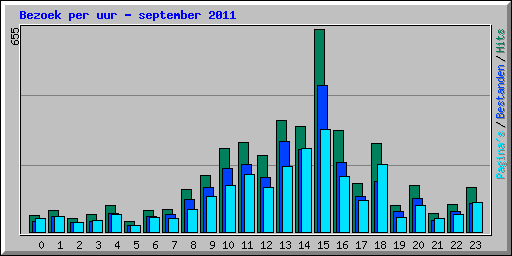 Bezoek per uur - september 2011
655
Pagina's / Bestanden / Hits
0 1 2 3 4 5 6 7 8 9 10 11 12 13 14 15 16 17 18 19 20 21 22 23